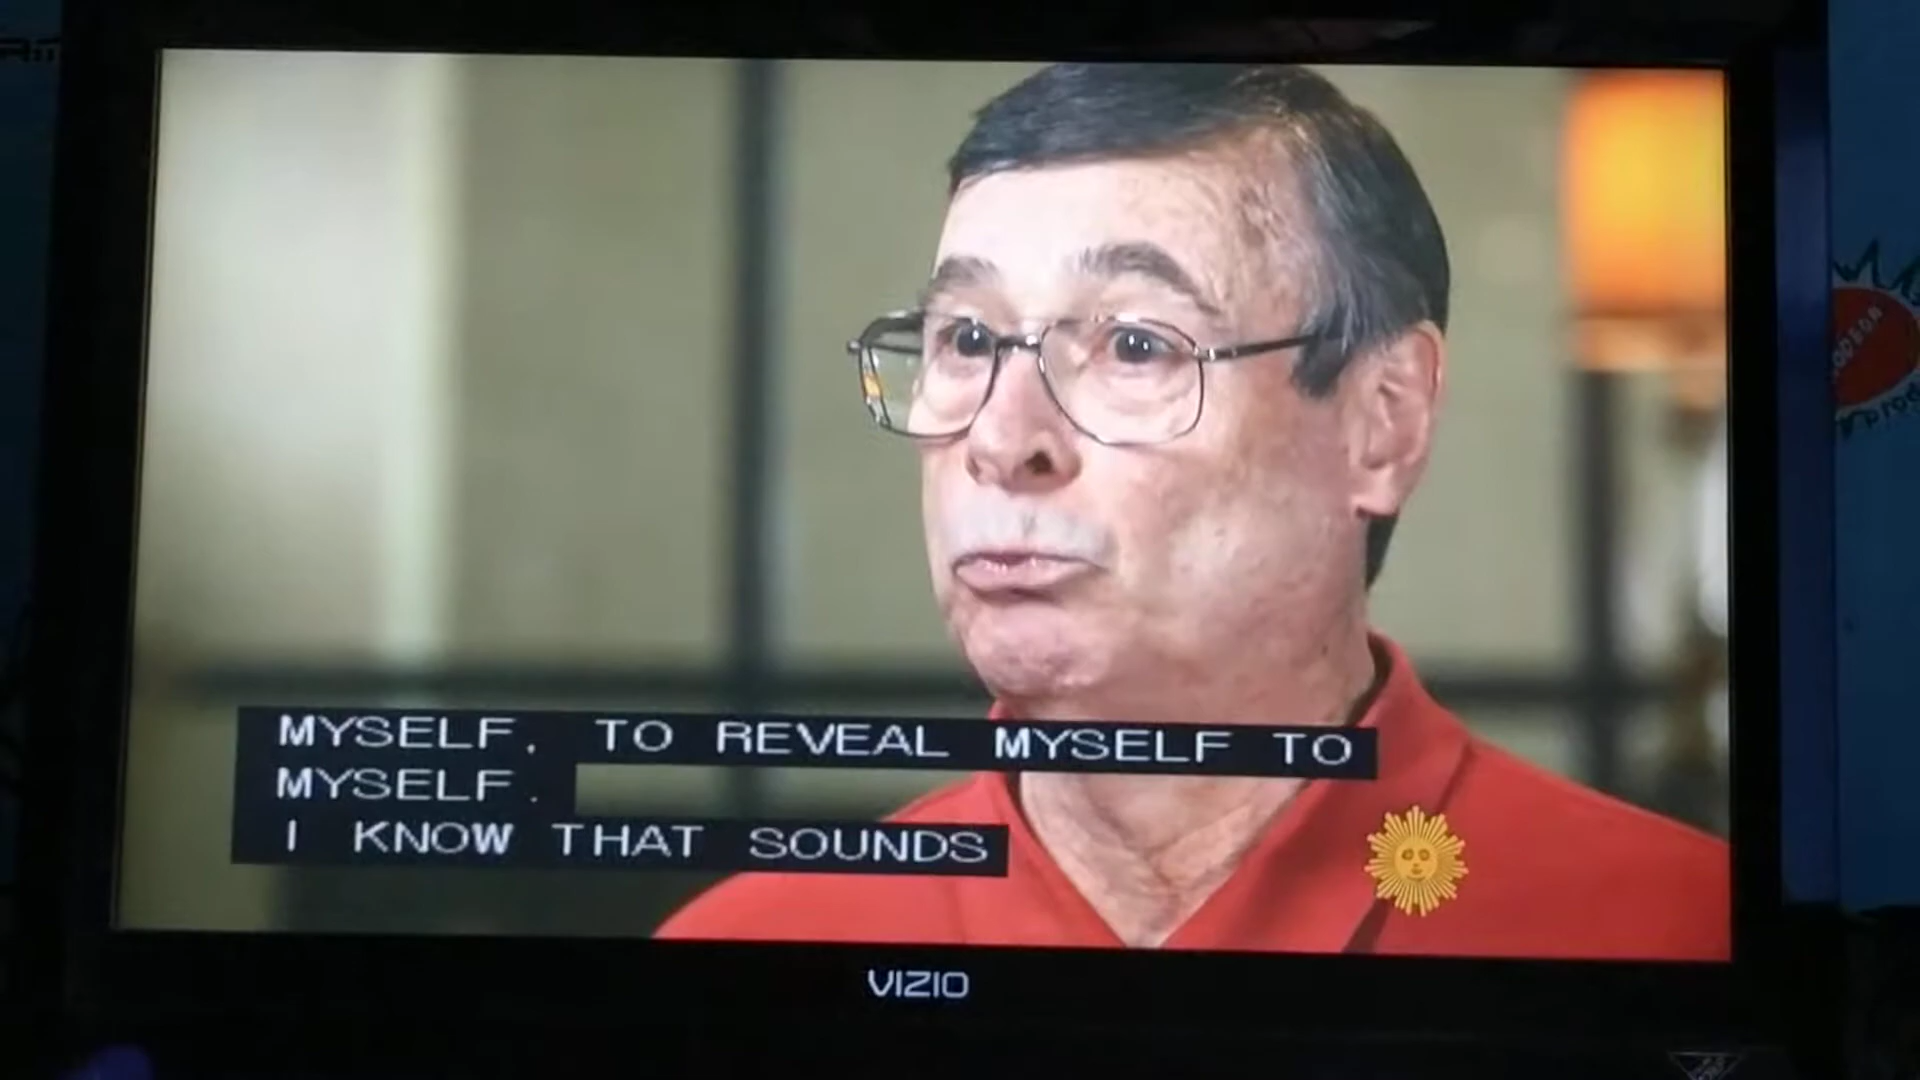 MYSELF. TO REVEAL MYSELF TO
MYSELF.
I KNOW THAT SOUNDS
VIZIO